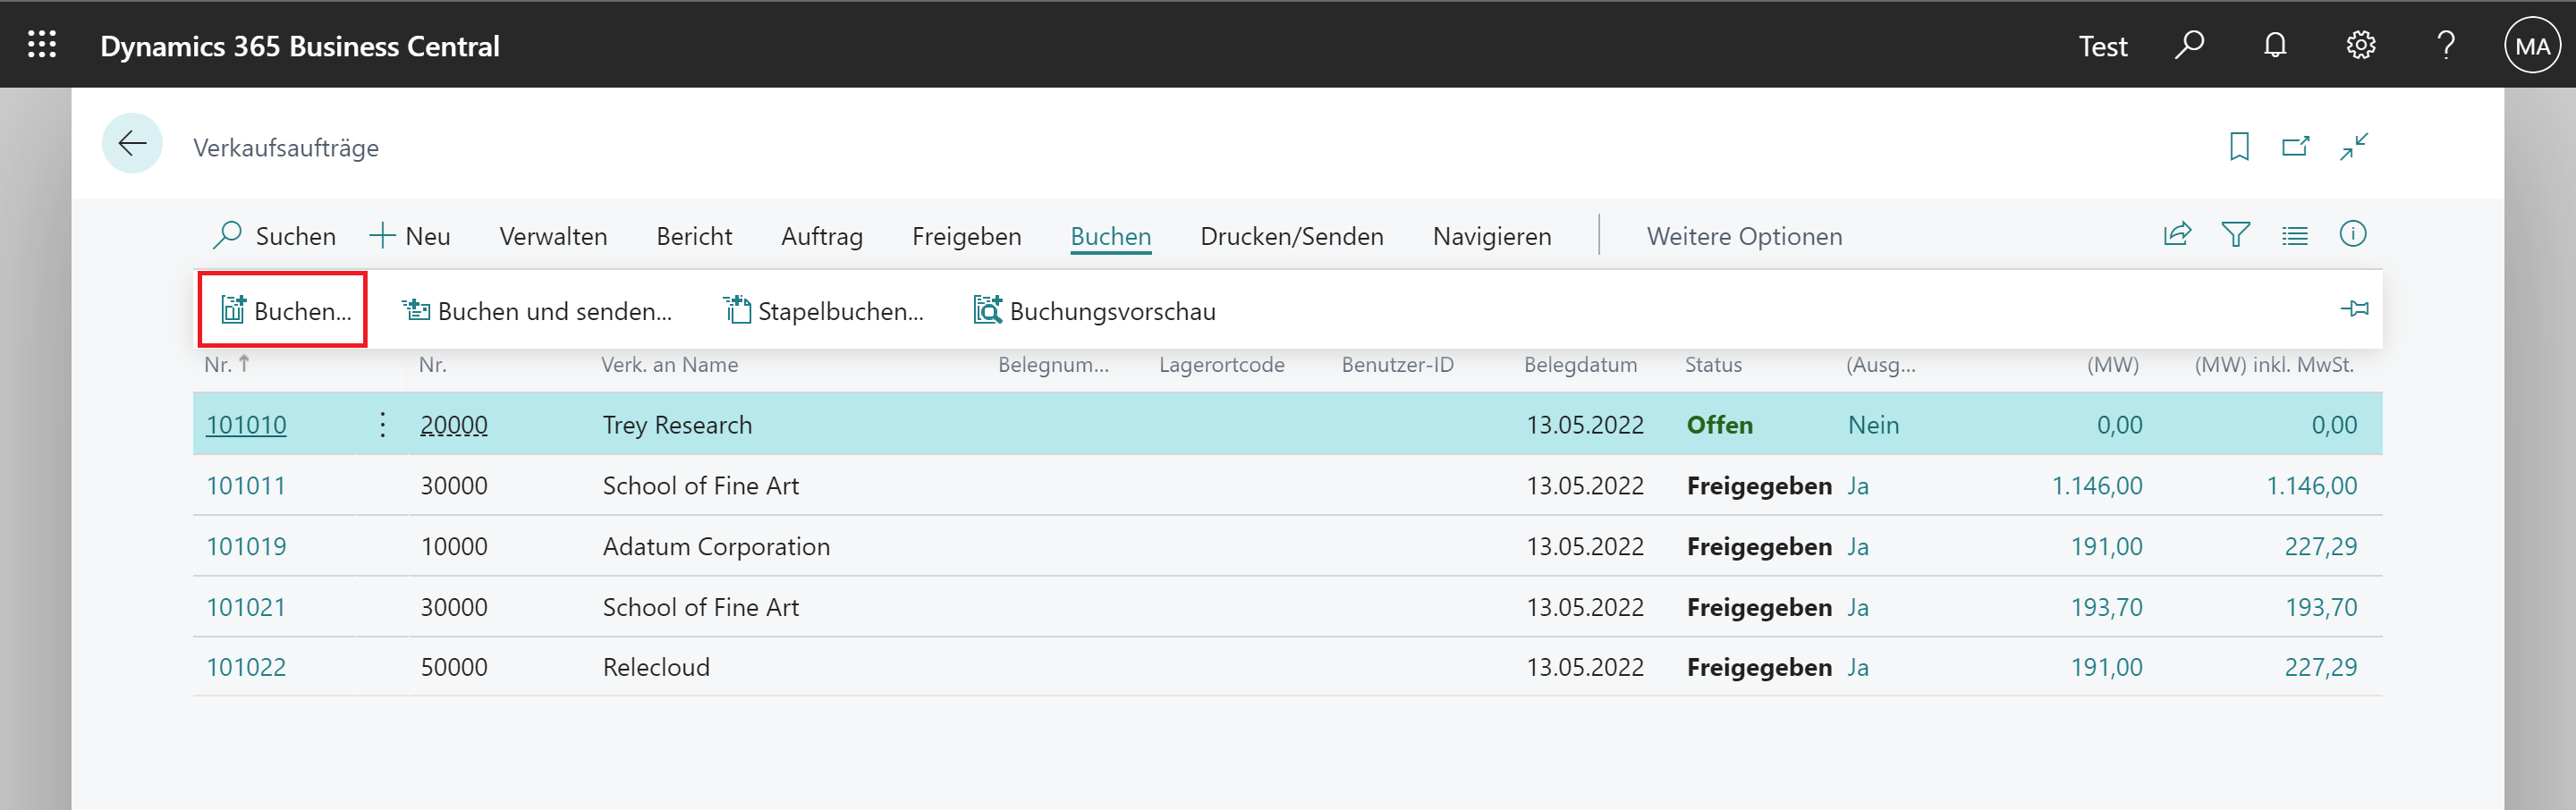 Dynamics 365 Business Central Test ? MA
Verkaufsaufträge
Suchen Neu Verwalten Bericht Auftrag Freigeben Buchen Drucken/Senden Navigieren Weitere Optionen
Buchen... Buchen und senden... Stapelbuchen... Buchungsvorschau
Nr. ↑ Nr. Verk. an Name Belegnum... Lagerortcode Benutzer-ID Belegdatum Status (Ausg... (MW) (MW) inkl. MwSt.
101010 20000 Trey Research 13.05.2022 Offen Nein 0,00 0,00
101011 30000 School of Fine Art 13.05.2022 Freigegeben Ja 1.146,00 1.146,00
101019 10000 Adatum Corporation 13.05.2022 Freigegeben Ja 191,00 227,29
101021 30000 School of Fine Art 13.05.2022 Freigegeben Ja 193,70 193,70
101022 50000 Relecloud 13.05.2022 Freigegeben Ja 191,00 227,29